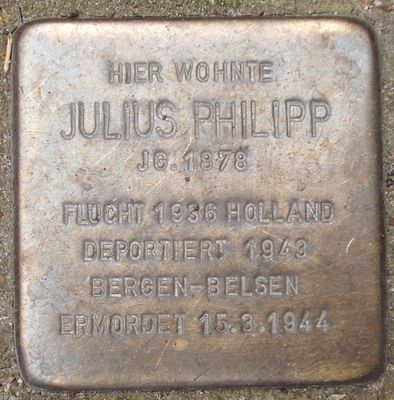 HIER WOHNTE
JULIUS PHILIPP
JG. 1878
FLUCHT 1936 HOLLAND
DEPORTIERT 1943
BERGEN-BELSEN
ERMORDET 15.3.1944